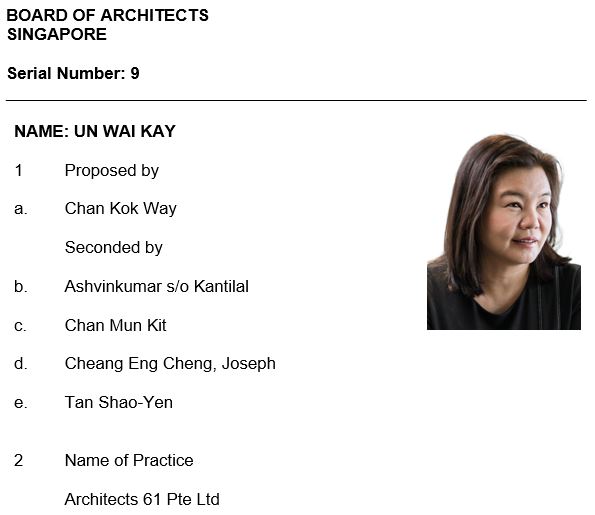 BOARD OF ARCHITECTS
SINGAPORE
Serial Number: 9
NAME: UN WAI KAY
1 Proposed by
a. Chan Kok Way
Seconded by
b. Ashvinkumar s/o Kantilal
c. Chan Mun Kit
d. Cheang Eng Cheng, Joseph
e. Tan Shao-Yen
2 Name of Practice
Architects 61 Pte Ltd